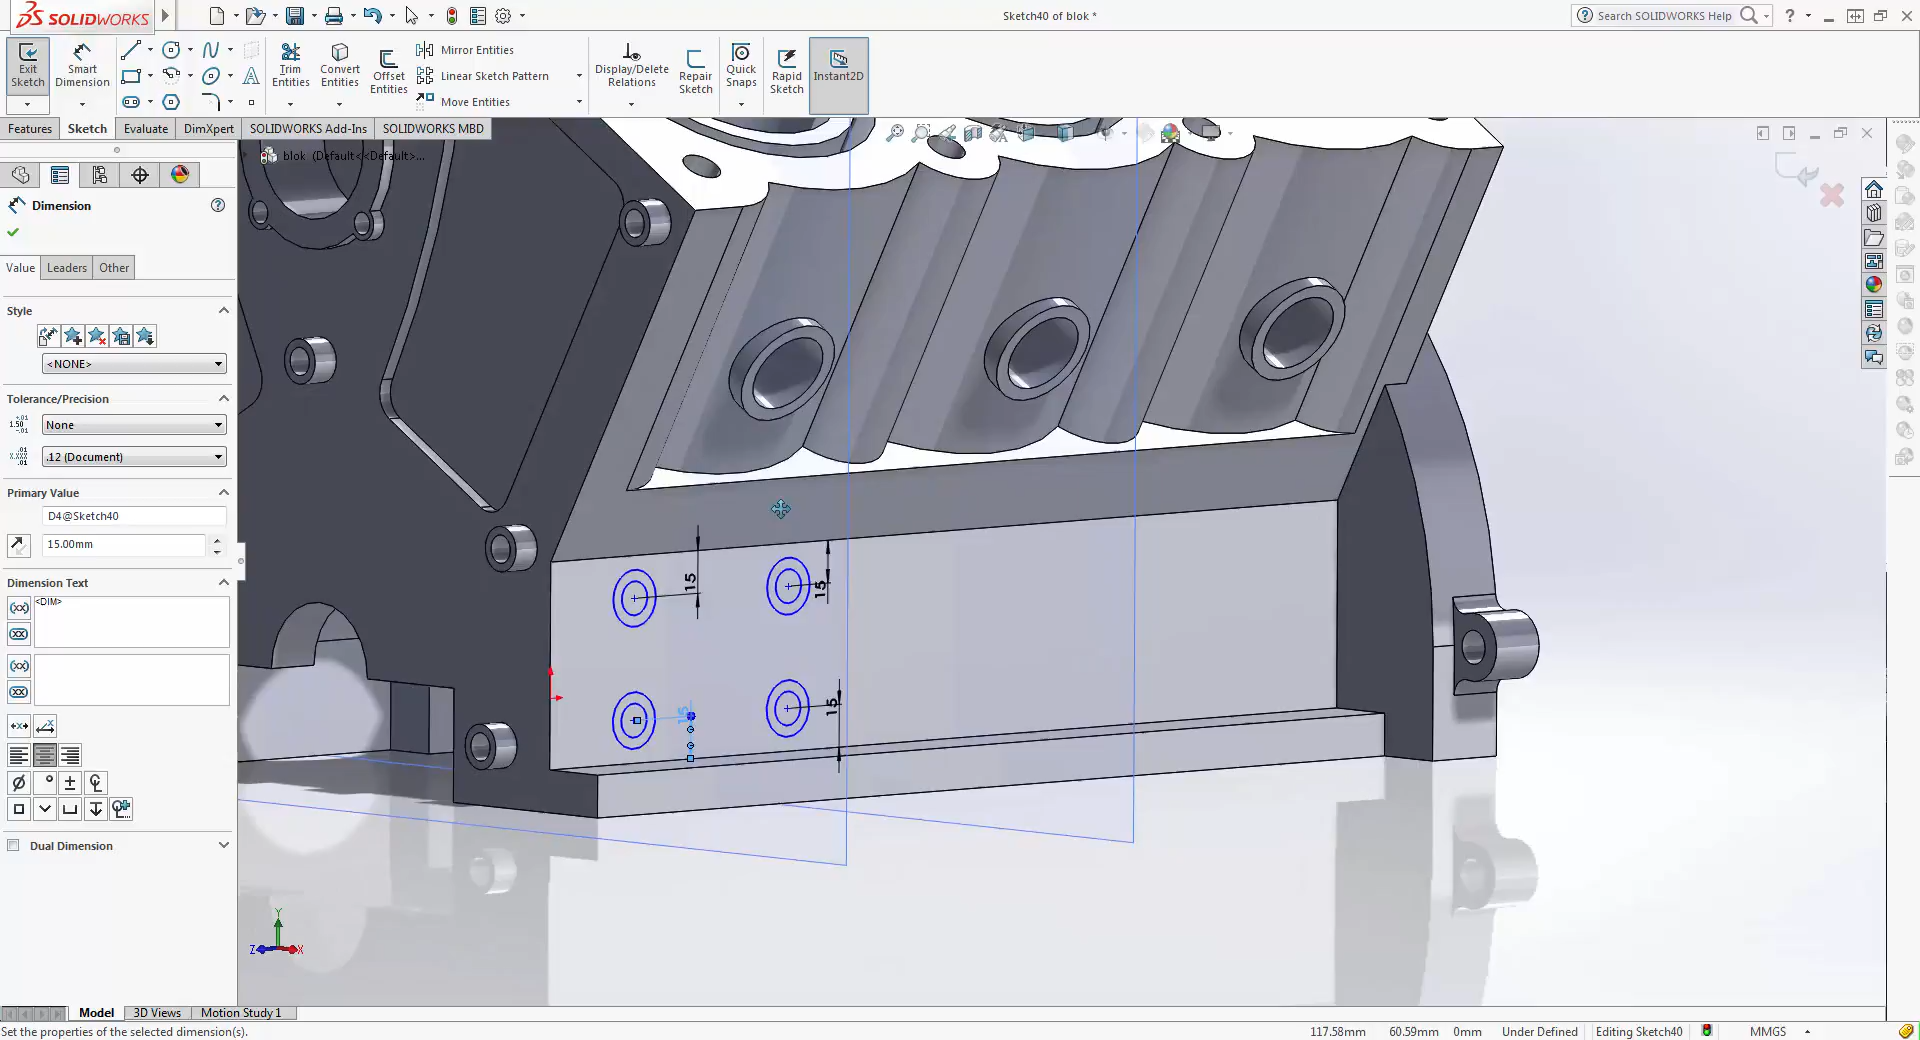 SOLIDWORKS
Sketch40 of blok *
Search SOLIDWORKS Help
?
Exit Sketch
Smart Dimension
Trim Entities
Convert Entities
Offset Entities
Mirror Entities
Linear Sketch Pattern
Move Entities
Display/Delete Relations
Repair Sketch
Quick Snaps
Rapid Sketch
Instant2D
Features
Sketch
Evaluate
DimXpert
SOLIDWORKS Add-Ins
SOLIDWORKS MBD
blok (Default<<Default>...
Dimension
Value
Leaders
Other
Style
<NONE>
Tolerance/Precision
None
.12 (Document)
Primary Value
D4@Sketch40
15.00mm
Dimension Text
<DIM>
Dual Dimension
15
15
15
15
Y
Z
X
Model
3D Views
Motion Study 1
Set the properties of the selected dimension(s).
117.58mm
60.59mm
0mm
Under Defined
Editing Sketch40
MMGS